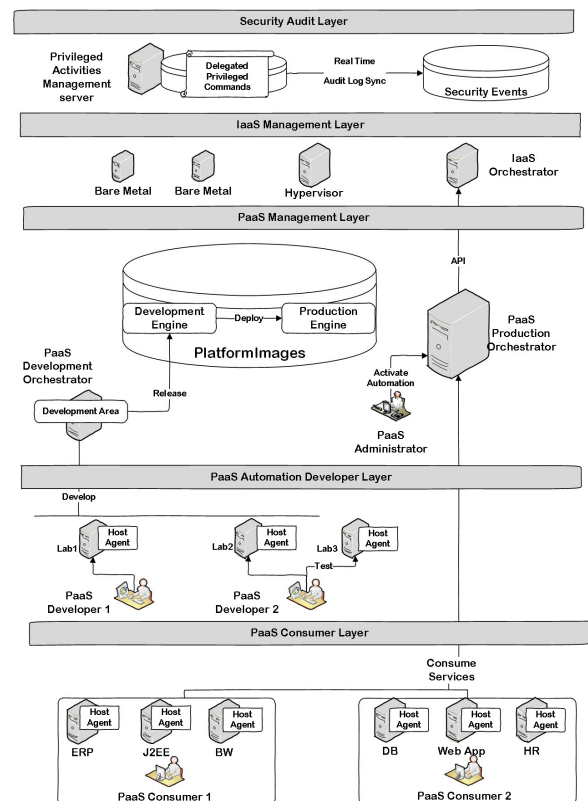 Security Audit Layer
Privileged
Activities
Management
server
Delegated
Privileged
Commands
Real Time
Audit Log Sync
Security Events
IaaS Management Layer
Bare Metal
Bare Metal
Hypervisor
IaaS
Orchestrator
PaaS Management Layer
API
Development
Engine
Deploy
Production
Engine
PlatformImages
PaaS
Production
Orchestrator
PaaS
Development
Orchestrator
Activate
Automation
Release
Development Area
PaaS
Administrator
PaaS Automation Developer Layer
Develop
Lab1
Host
Agent
Lab2
Host
Agent
Lab3
Host
Agent
Test
PaaS
Developer 1
PaaS
Developer 2
PaaS Consumer Layer
Consume
Services
Host
Agent
Host
Agent
Host
Agent
ERP
J2EE
BW
PaaS Consumer 1
Host
Agent
Host
Agent
Host
Agent
DB
Web App
HR
PaaS Consumer 2